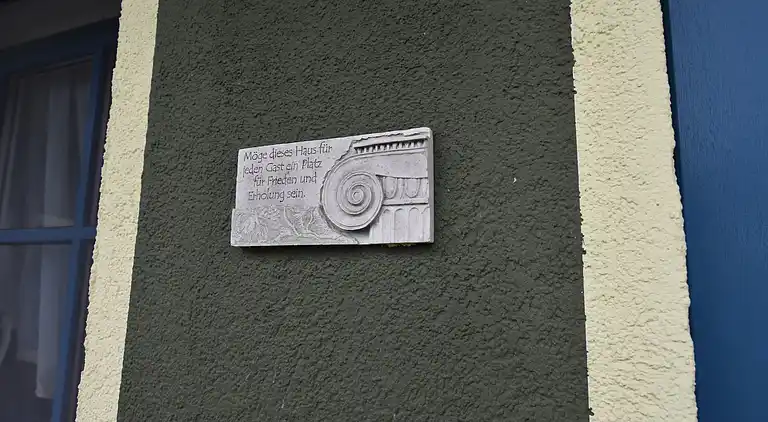 Möge dieses Haus für
jeden Gast ein Platz
für Frieden und
Erholung sein.